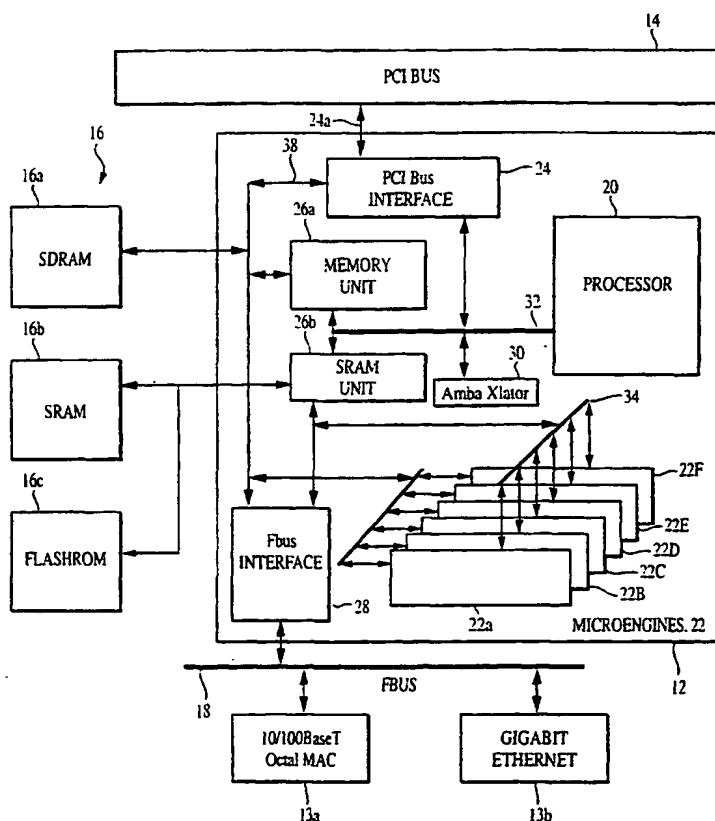 14
PCI BUS
24a
16
38
16a
PCI Bus
INTERFACE
24
20
26a
SDRAM
MEMORY
UNIT
PROCESSOR
32
16b
26b
SRAM
UNIT
30
Amba Xlator
34
SRAM
16c
22F
FLASHROM
Fbus
INTERFACE
22E
22D
22C
22B
28
22a
MICROENGINES. 22
12
18
FBUS
10/100BaseT
Octal MAC
GIGABIT
ETHERNET
13a
13b